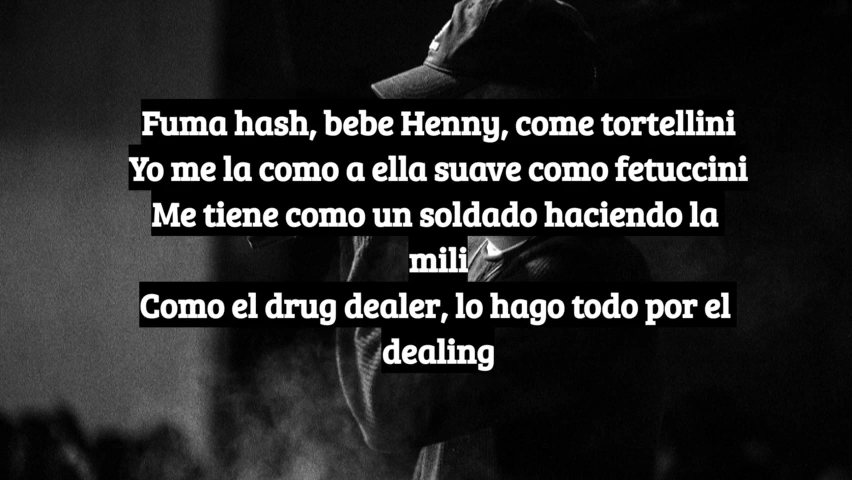 Fuma hash, bebe Henny, come tortellini
Yo me la como a ella suave como fetuccini
Me tiene como un soldado haciendo la
mili
Como el drug dealer, lo hago todo por el
dealing